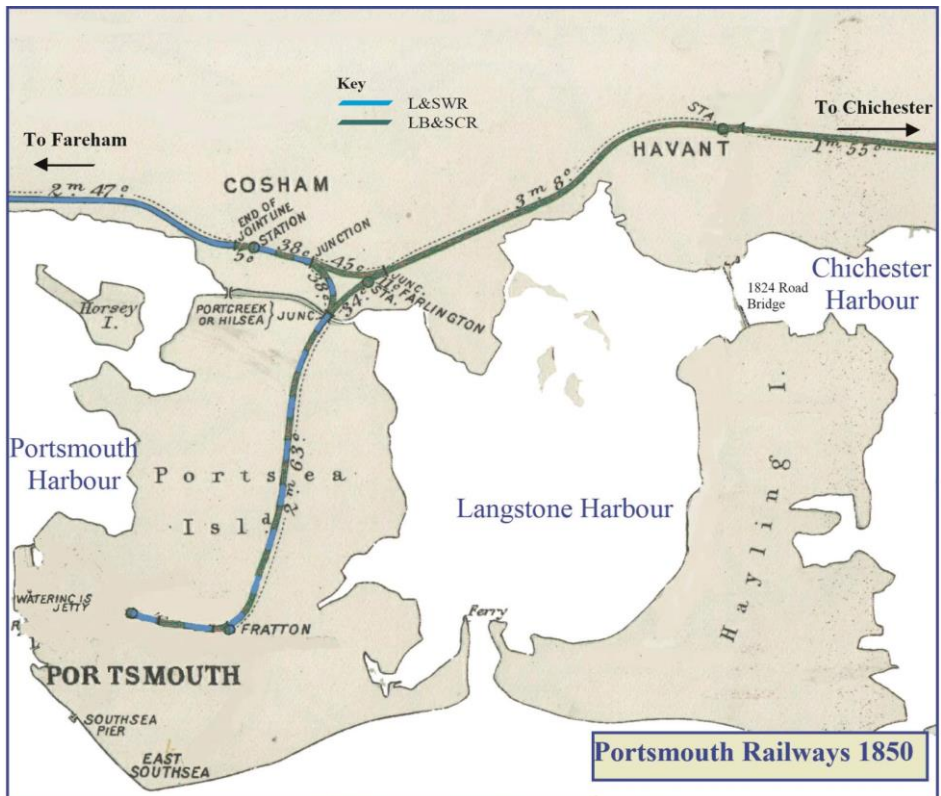 Key
L&SWR
LB&SCR
To Chichester
To Fareham
STA.
HAVANT
1ᵐ 55ᶜ
2ᵐ 47ᶜ
COSHAM
3ᵐ 8ᶜ
END OF
JOINT LINE
STATION
5ᶜ
38ᶜ
JUNCTION
45ᶜ
38ᶜ
34ᶜ
JUNC.
11ᶜ
FARLINGTON
STA.
Horsey
I.
PORTCREEK
OR HILSEA
JUNC.
1824 Road
Bridge
Chichester
Harbour
Portsmouth
Harbour
Portsea
Islᵈ
2ᵐ 63ᶜ
Langstone Harbour
Hayling I.
WATERING IS
JETTY
FRATTON
Ferry
PORTSMOUTH
SOUTHSEA
PIER
EAST
SOUTHSEA
Portsmouth Railways 1850